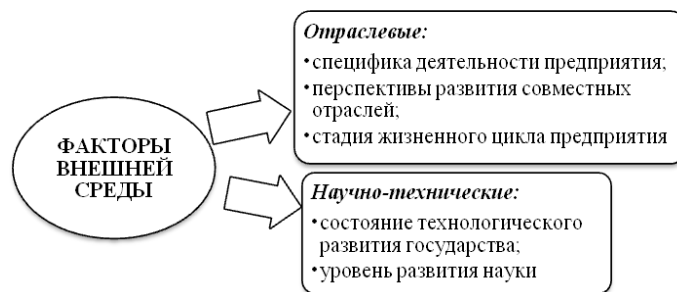 ФАКТОРЫ
ВНЕШНЕЙ
СРЕДЫ
Отраслевые:
•специфика деятельности предприятия;
•перспективы развития совместных
отраслей;
•стадия жизненного цикла предприятия
Научно-технические:
•состояние технологического
развития государства;
•уровень развития науки